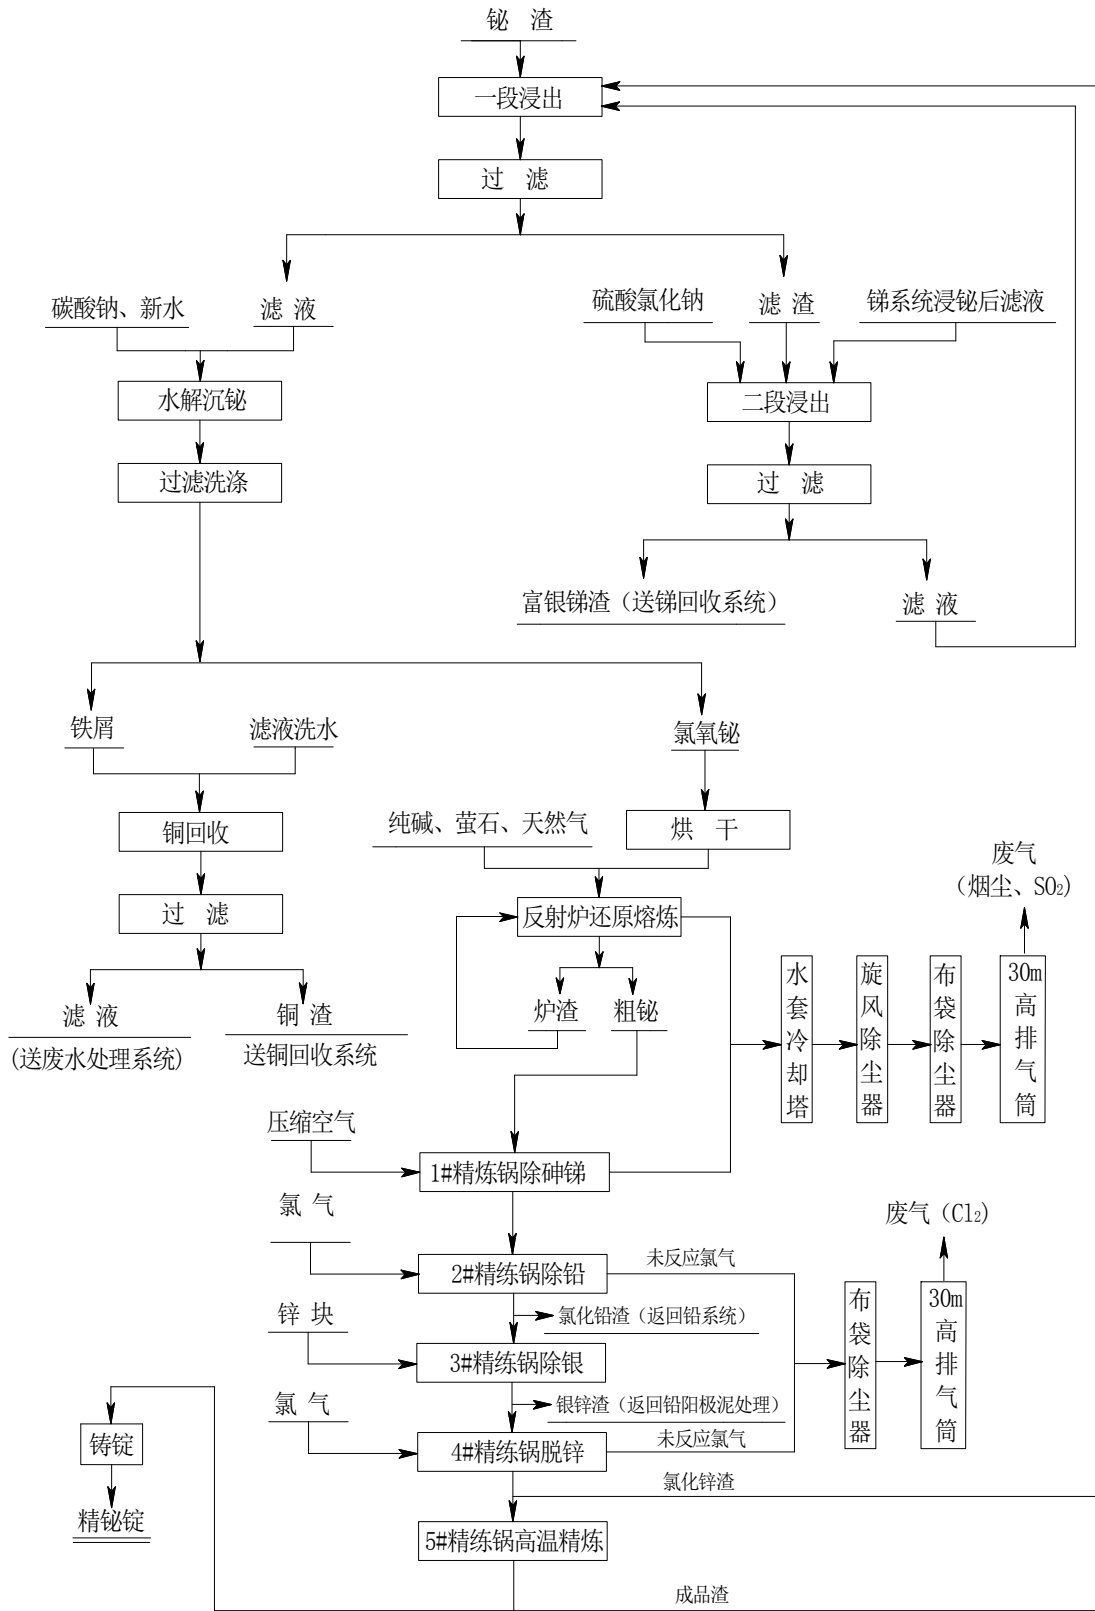 铋 渣
一段浸出
过 滤
碳酸钠、新水
滤 液
硫酸氯化钠
滤 渣
锑系统浸铋后滤液
水解沉铋
二段浸出
过滤洗涤
过 滤
富银锑渣（送锑回收系统）
滤 液
铁屑
滤液洗水
氯氧铋
铜回收
纯碱、萤石、天然气
烘 干
废气
（烟尘、SO₂）
过 滤
反射炉还原熔炼
水套冷却塔
旋风除尘器
布袋除尘器
30m高排气筒
滤 液
(送废水处理系统)
铜 渣
送铜回收系统
炉渣
粗铋
压缩空气
1#精炼锅除砷锑
氯 气
废气（Cl₂）
2#精练锅除铅
未反应氯气
氯化铅渣（返回铅系统）
布袋除尘器
30m高排气筒
锌 块
3#精练锅除银
银锌渣（返回铅阳极泥处理）
氯 气
4#精练锅脱锌
未反应氯气
铸锭
氯化锌渣
精铋锭
5#精练锅高温精炼
成品渣